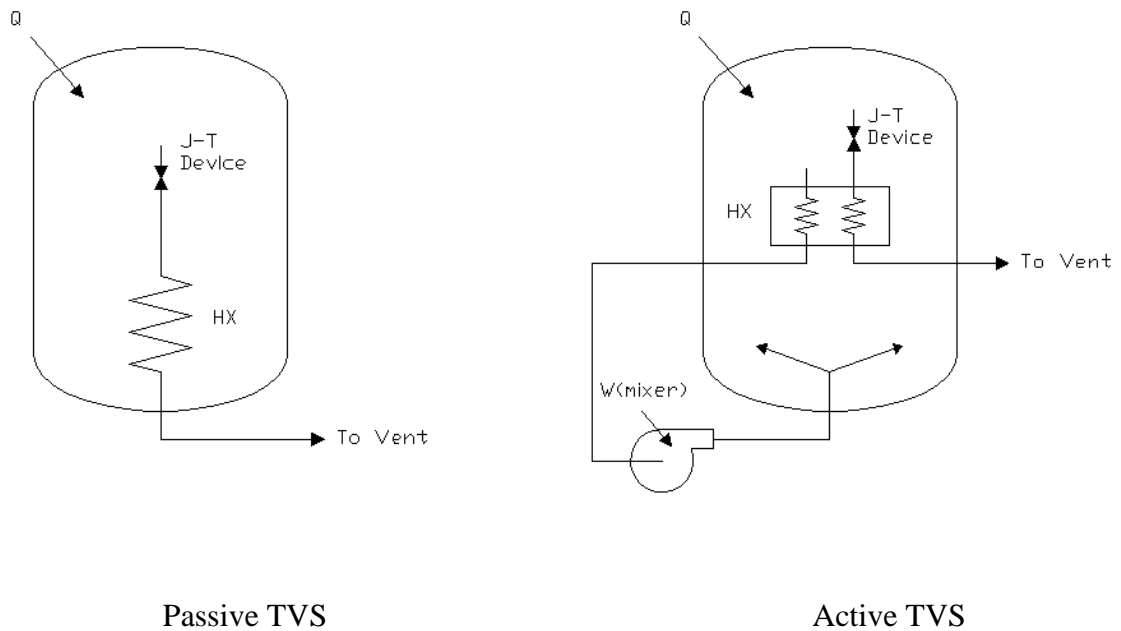 Q
J-T
Device
HX
To Vent
Passive TVS
Q
J-T
Device
HX
To Vent
W(mixer)
Active TVS